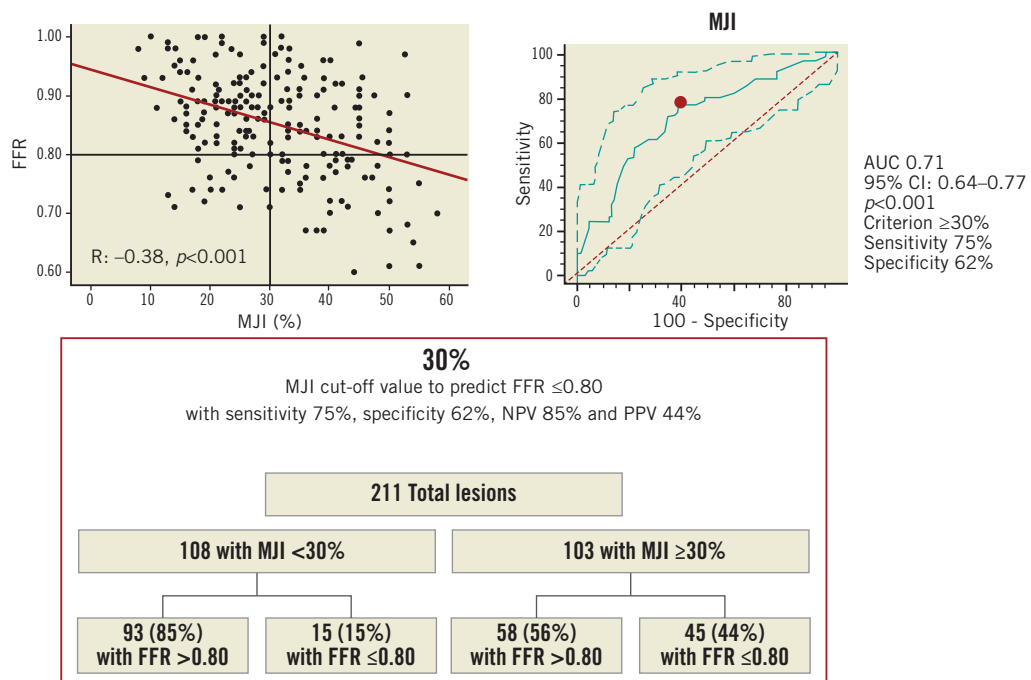 1.00
0.90
0.80
0.70
0.60
FFR
R: –0.38, p<0.001
0 10 20 30 40 50 60
MJI (%)
MJI
100
80
60
40
20
0
Sensitivity
0 40 80
100 - Specificity
AUC 0.71
95% CI: 0.64–0.77
p<0.001
Criterion ≥30%
Sensitivity 75%
Specificity 62%
30%
MJI cut-off value to predict FFR ≤0.80
with sensitivity 75%, specificity 62%, NPV 85% and PPV 44%
211 Total lesions
108 with MJI <30%
103 with MJI ≥30%
93 (85%)
with FFR >0.80
15 (15%)
with FFR ≤0.80
58 (56%)
with FFR >0.80
45 (44%)
with FFR ≤0.80